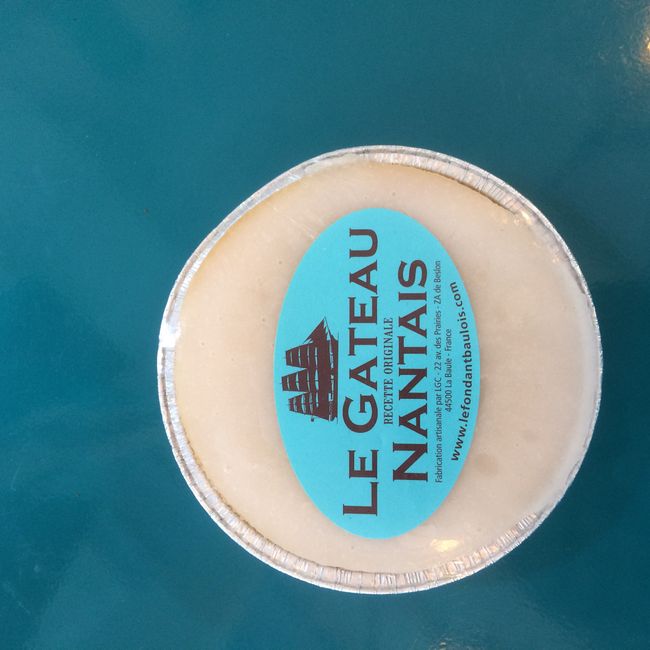 LE GATEAU
RECETTE ORIGINALE
NANTAIS
Fabrication artisanale par LGC - 22 av. des Prairies - ZA de Beslon
44500 La Baule - France
www.lefondantbaulois.com